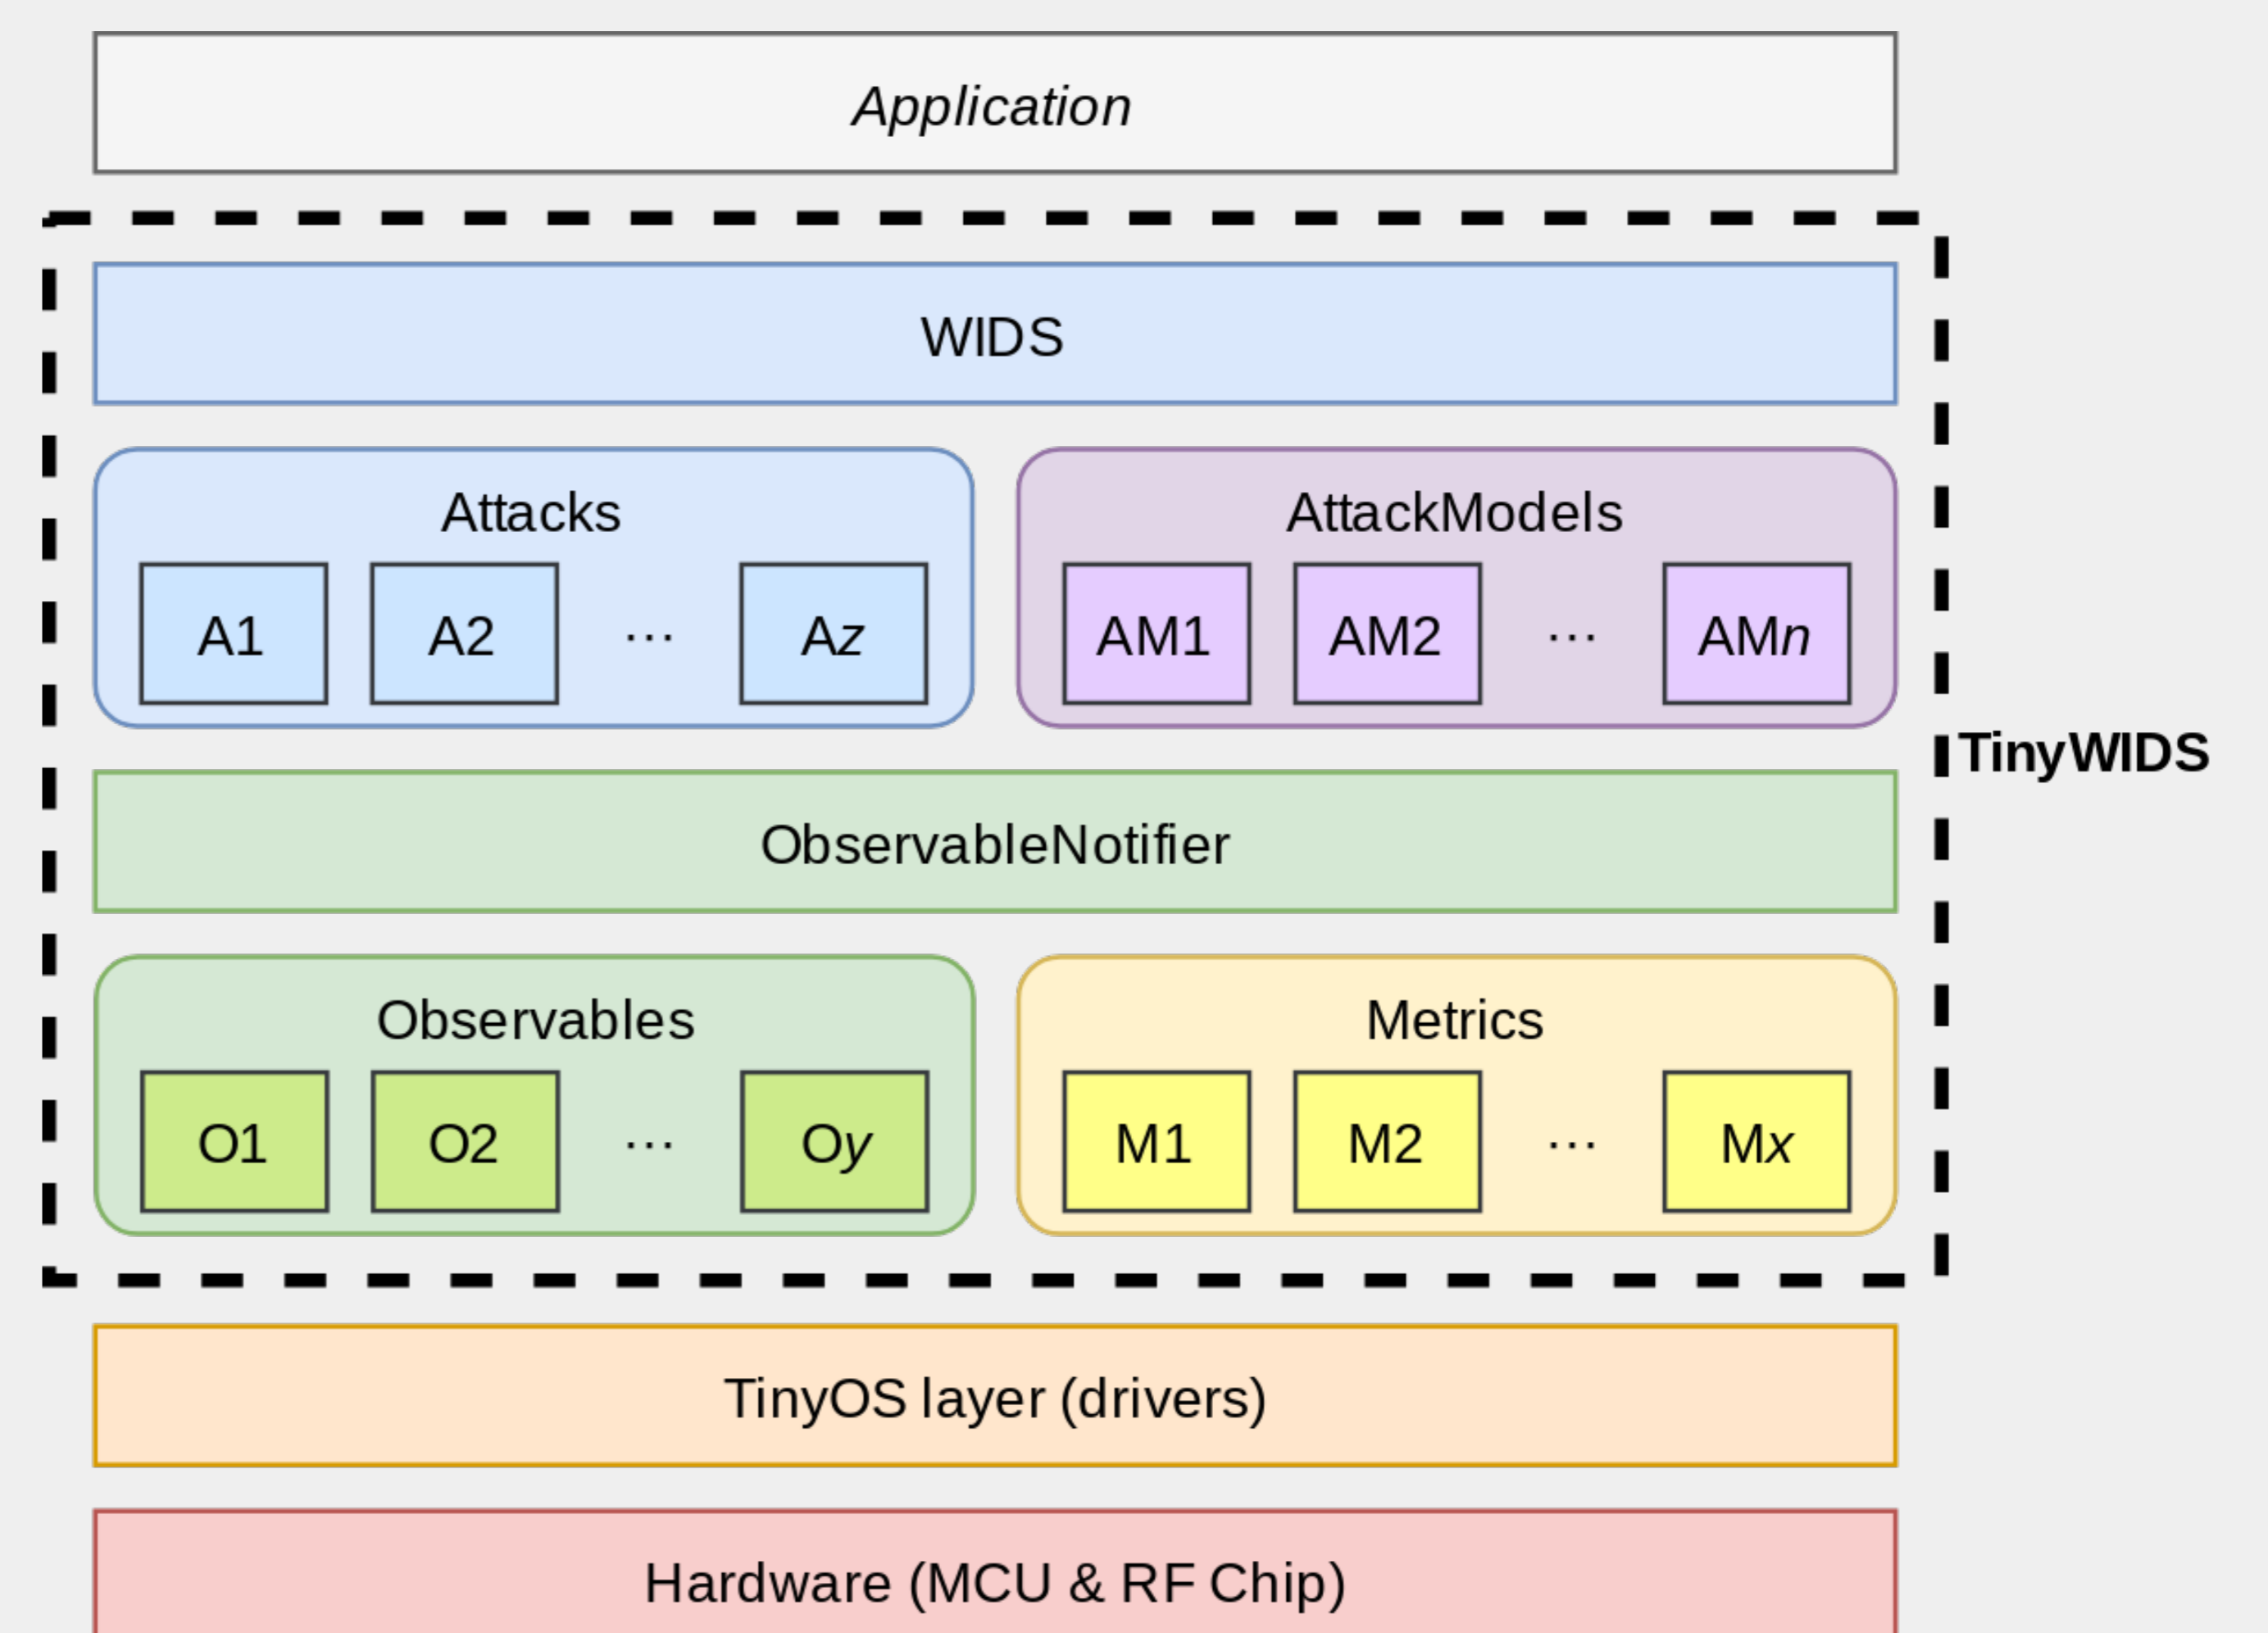 Application
WIDS
Attacks
A1 A2 ... Az
AttackModels
AM1 AM2 ... AMn
TinyWIDS
ObservableNotifier
Observables
O1 O2 ... Oy
Metrics
M1 M2 ... Mx
TinyOS layer (drivers)
Hardware (MCU & RF Chip)